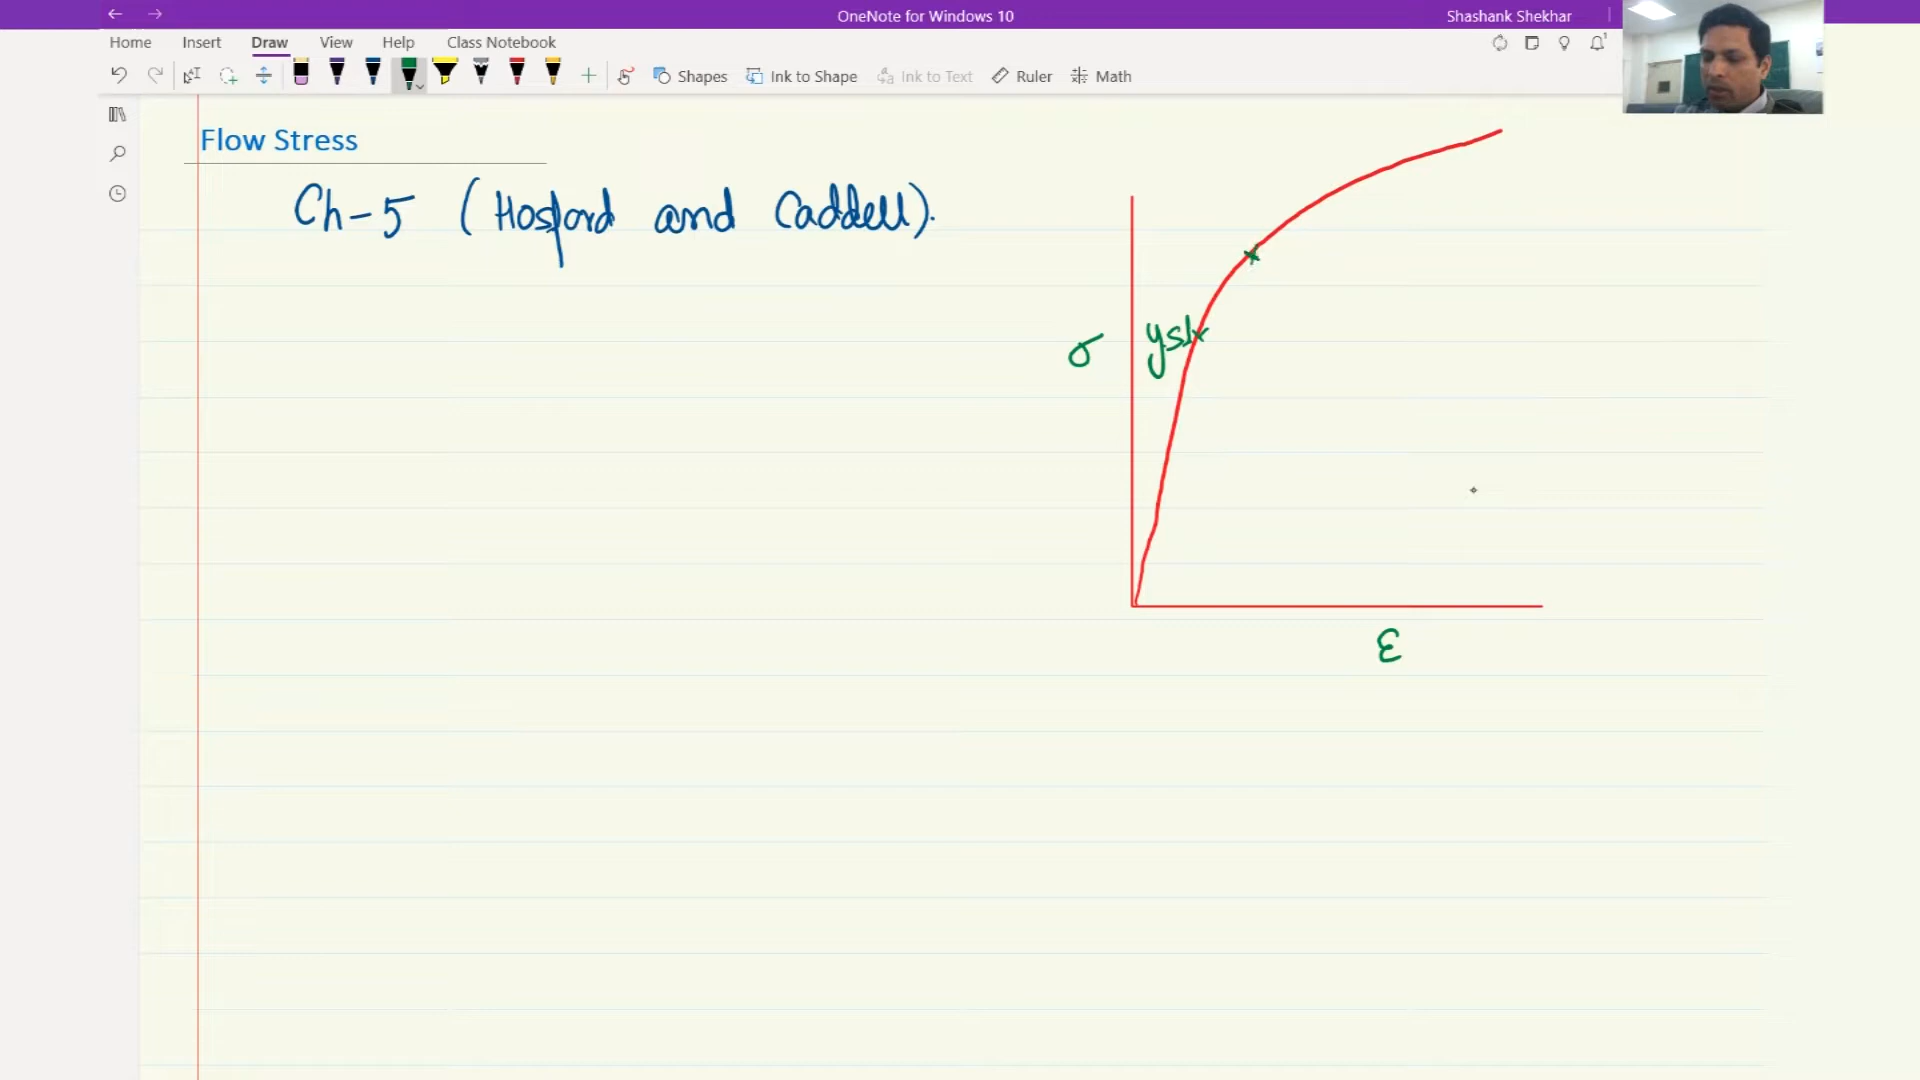 OneNote for Windows 10
Shashank Shekhar
Home Insert Draw View Help Class Notebook
Shapes Ink to Shape Ink to Text Ruler Math
Flow Stress
Ch-5 (Hosford and Caddell).
σ
ys
ε